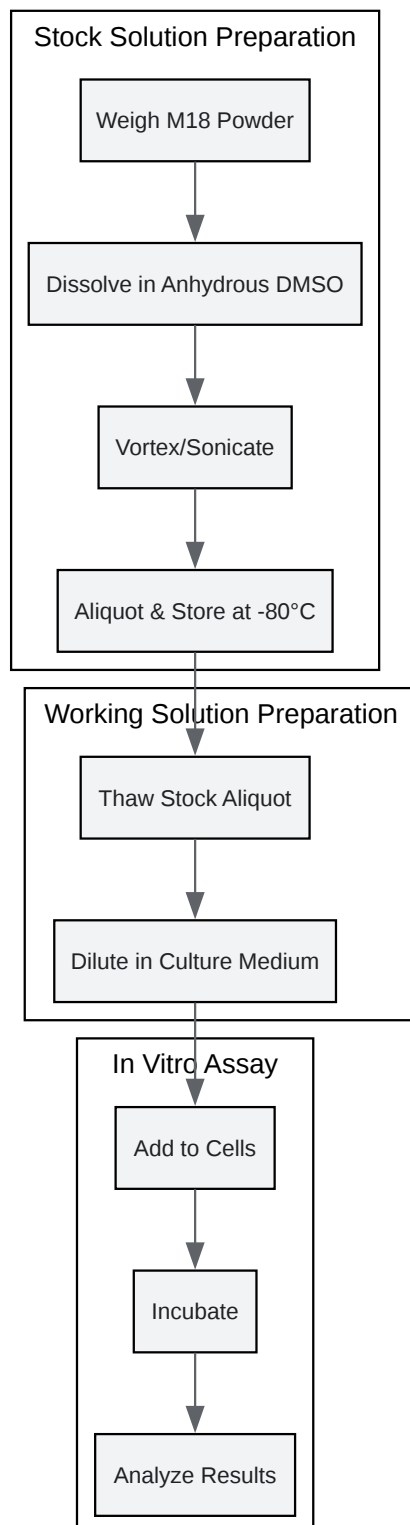 Stock Solution Preparation
Weigh M18 Powder
Dissolve in Anhydrous DMSO
Vortex/Sonicate
Aliquot & Store at -80°C
Working Solution Preparation
Thaw Stock Aliquot
Dilute in Culture Medium
In Vitro Assay
Add to Cells
Incubate
Analyze Results